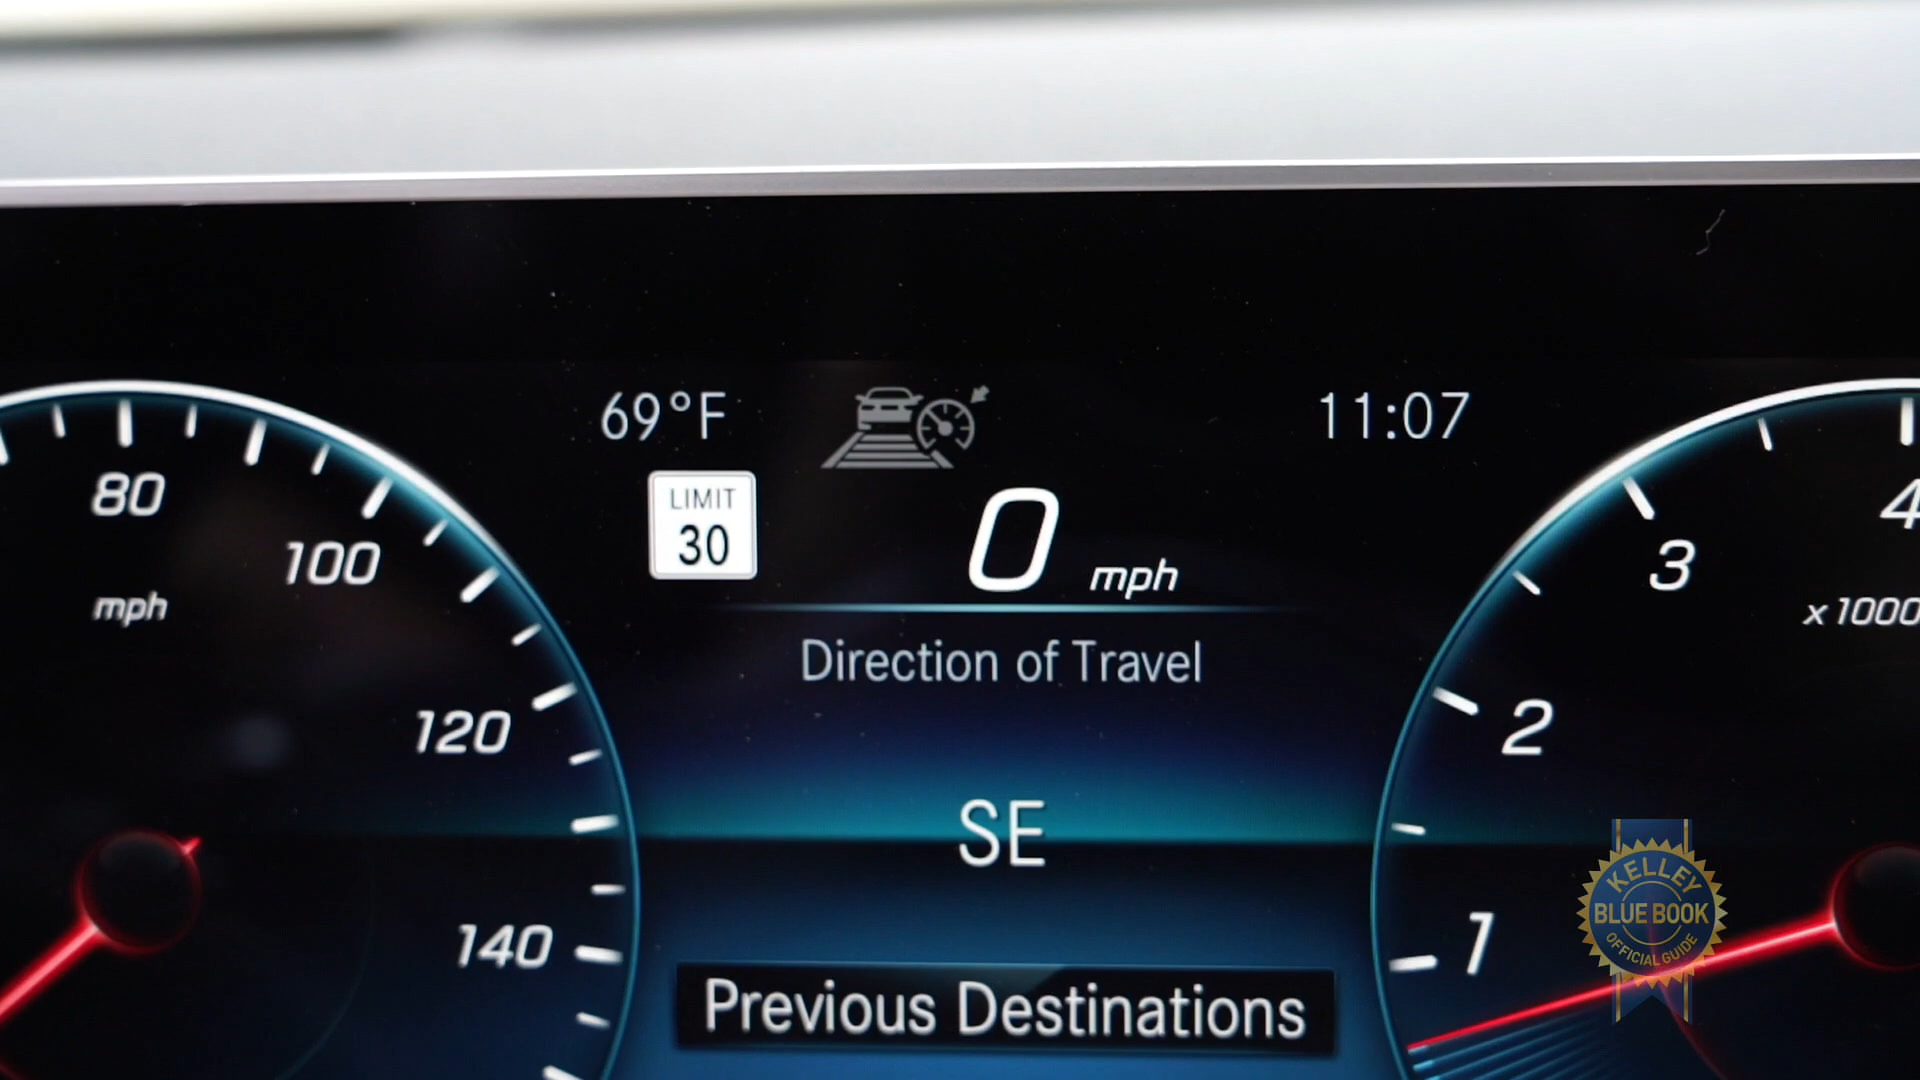 69°F
11:07
LIMIT
30
0 mph
80
100
mph
120
140
Direction of Travel
SE
Previous Destinations
4
3
x 1000
2
1
KELLEY
BLUE BOOK
OFFICIAL GUIDE